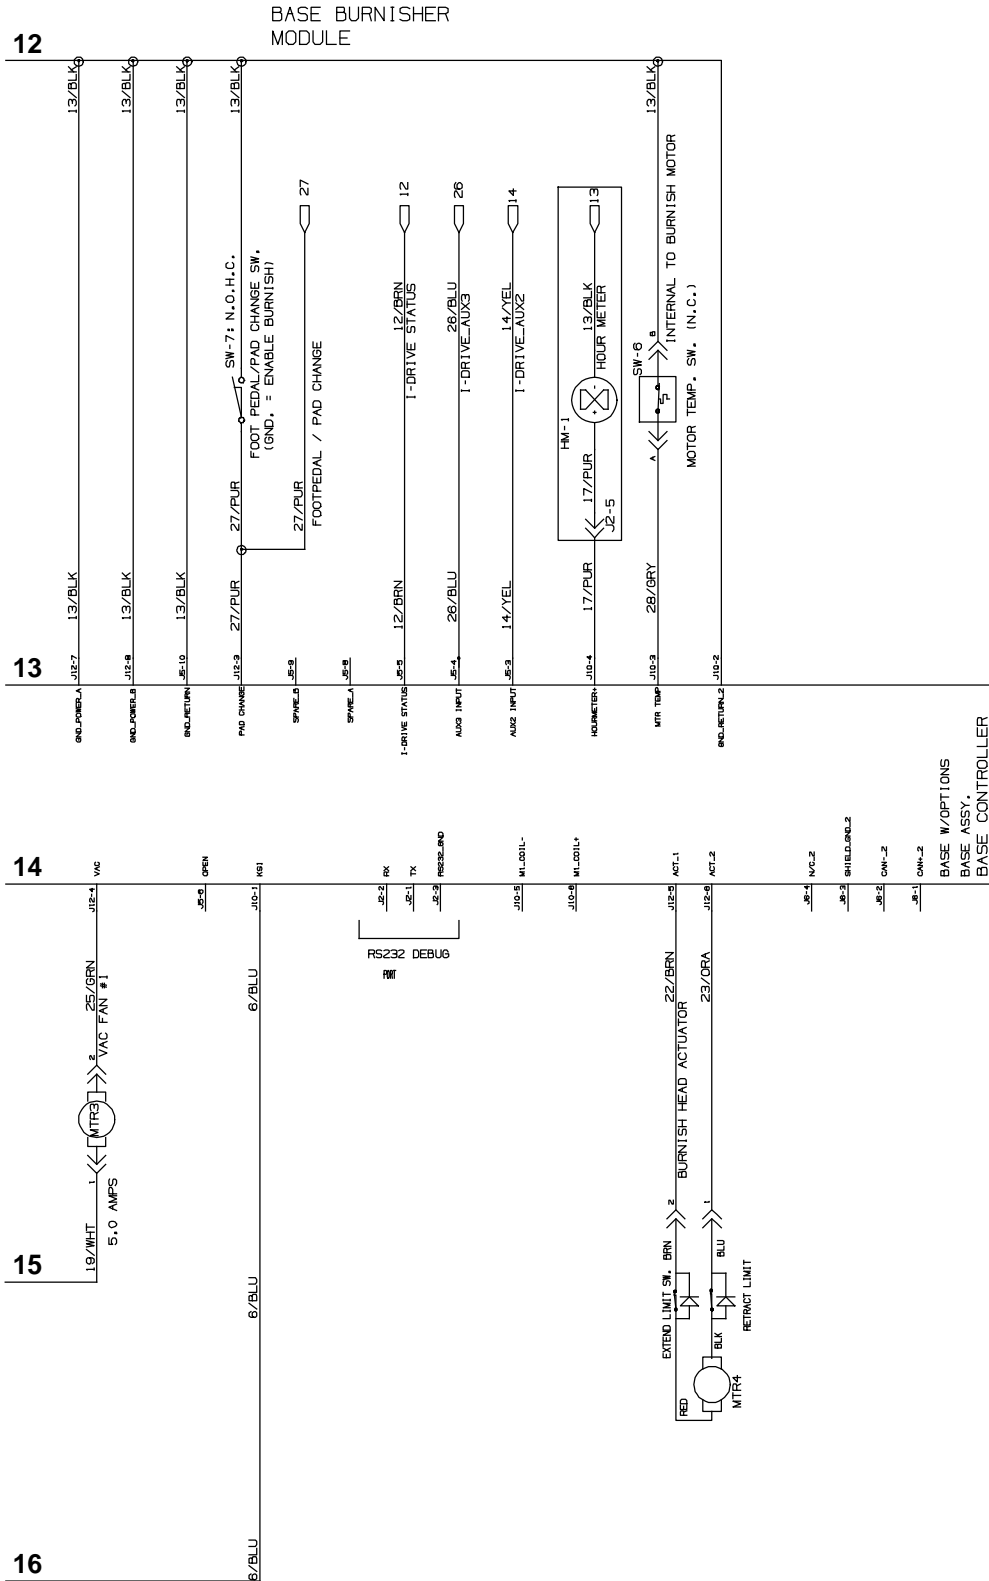 BASE BURNISHER
MODULE
12
13/BLK
13/BLK
13/BLK
13/BLK
13/BLK
27
12
26
14
13
SW-7: N.O.H.C.
FOOT PEDAL/PAD CHANGE SW.
(GND. = ENABLE BURNISH)
27/PUR
27/PUR
FOOTPEDAL / PAD CHANGE
12/BRN
I-DRIVE STATUS
26/BLU
I-DRIVE_AUX3
14/YEL
I-DRIVE_AUX2
13/BLK
HOUR METER
HM-1
+
-
17/PUR
J2-5
INTERNAL TO BURNISH MOTOR
B
SW-6
A
MOTOR TEMP. SW. (N.C.)
13/BLK
13/BLK
13/BLK
27/PUR
12/BRN
26/BLU
14/YEL
17/PUR
28/GRY
13
J12-7
J12-8
J5-10
J12-3
J5-9
J5-8
J5-5
J5-4
J5-3
J10-4
J10-3
J10-2
GND_POWER_A
GND_POWER_B
GND_RETURN
PAD CHANGE
SPARE_B
SPARE_A
I-DRIVE STATUS
AUX3 INPUT
AUX2 INPUT
HOURMETER+
MTR TEMP
GND_RETURN_2
BASE W/OPTIONS
BASE ASSY.
BASE CONTROLLER
14
VAC
OPEN
KSI
RX
TX
RS232_GND
M1_COIL-
M1_COIL+
ACT_1
ACT_2
N/C_2
SHIELD_GND_2
CAN-_2
CAN+_2
J12-4
J5-6
J10-1
J2-2
J2-1
J2-3
J10-5
J10-6
J12-5
J12-6
J8-4
J8-3
J8-2
J8-1
RS232 DEBUG
PORT
25/GRN
VAC FAN #1
2
MTR3
1
5.0 AMPS
19/WHT
6/BLU
6/BLU
6/BLU
22/BRN
23/ORA
BURNISH HEAD ACTUATOR
2
1
BRN
BLU
EXTEND LIMIT SW.
RETRACT LIMIT
BLK
RED
MTR4
15
16